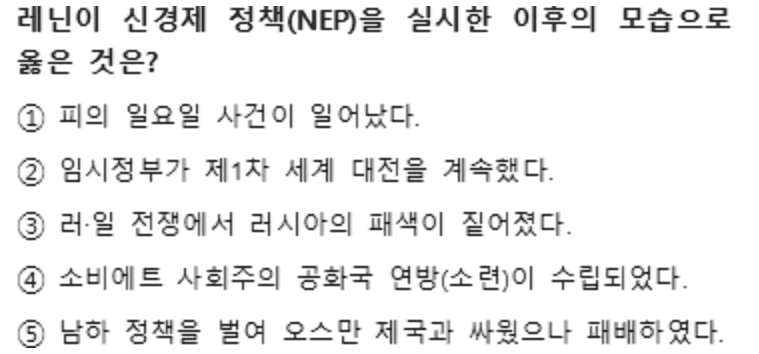 레닌이 신경제 정책(NEP)을 실시한 이후의 모습으로
옳은 것은?
① 피의 일요일 사건이 일어났다.
② 임시정부가 제1차 세계 대전을 계속했다.
③ 러·일 전쟁에서 러시아의 패색이 짙어졌다.
④ 소비에트 사회주의 공화국 연방(소련)이 수립되었다.
⑤ 남하 정책을 벌여 오스만 제국과 싸웠으나 패배하였다.